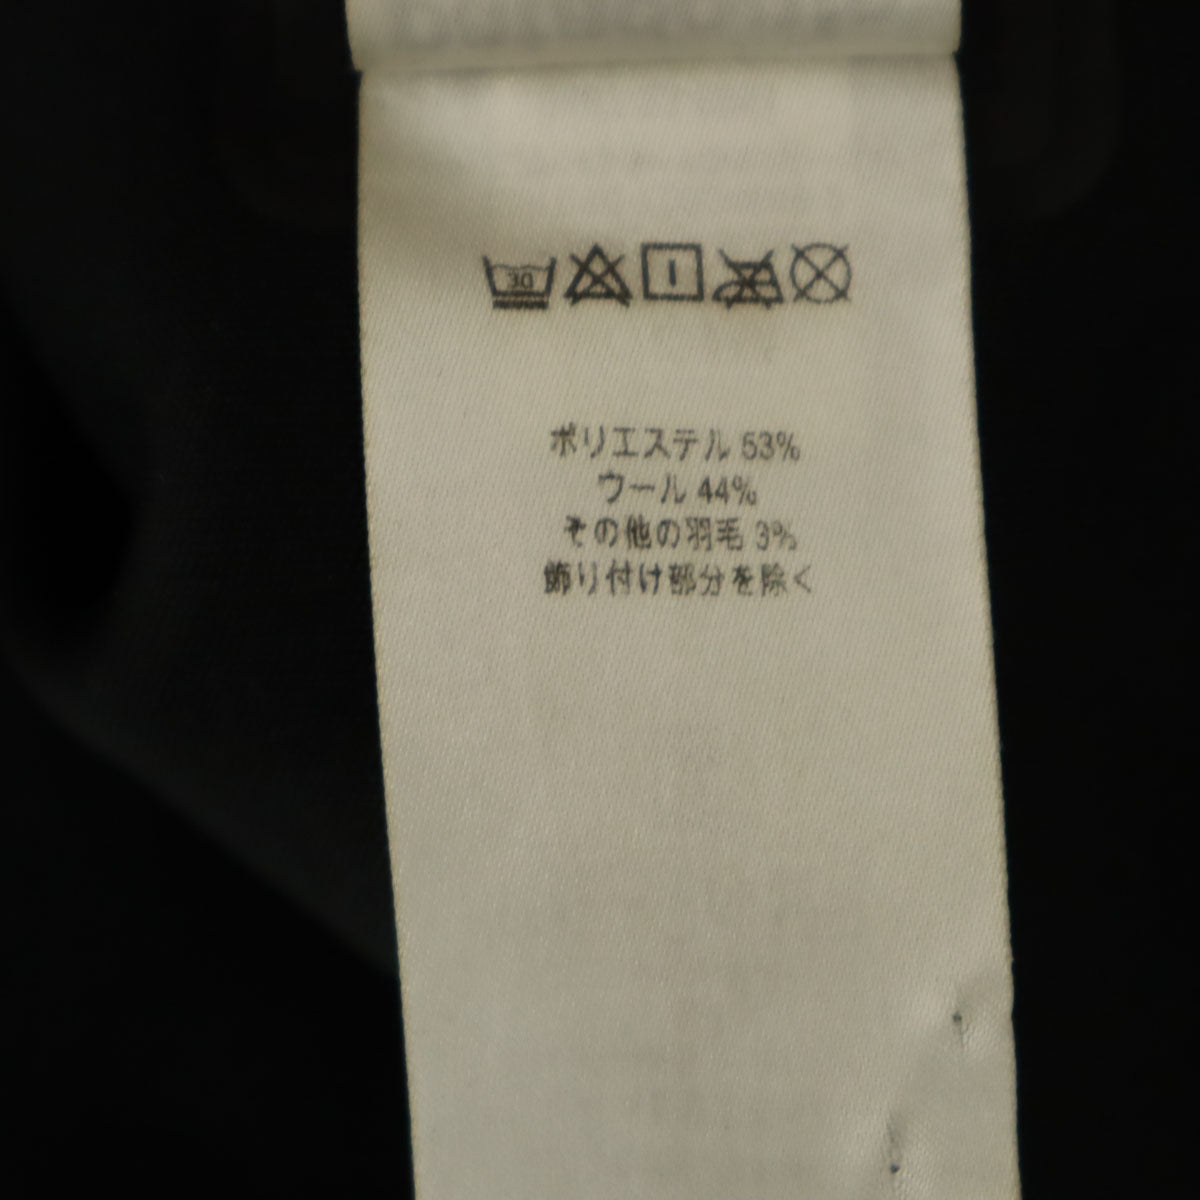 30
ポリエステル 53%
ウール 44%
その他の羽毛 3%
飾り付け部分を除く